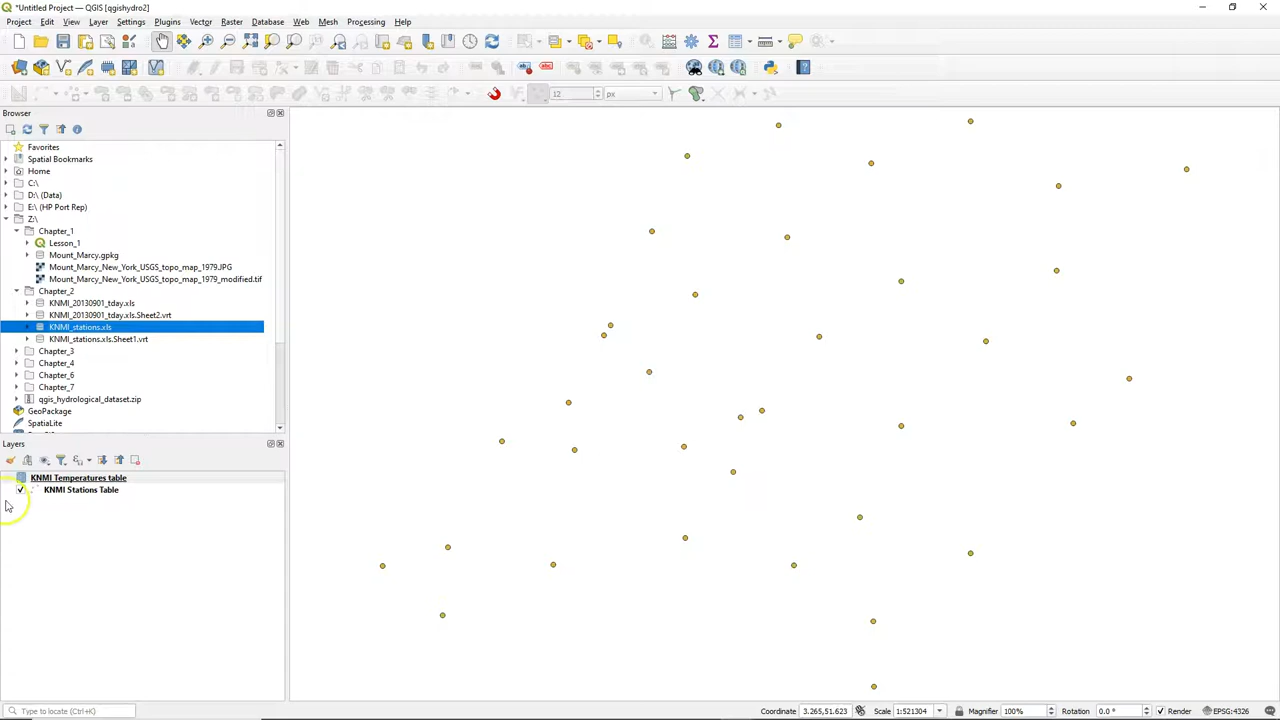 *Untitled Project — QGIS [qgishydro2]
Project Edit View Layer Settings Plugins Vector Raster Database Web Mesh Processing Help
12 px
Browser
Favorites
Spatial Bookmarks
Home
C:\
D:\ (Data)
E:\ (HP Port Rep)
Z:\
Chapter_1
Lesson_1
Mount_Marcy.gpkg
Mount_Marcy_New_York_USGS_topo_map_1979.JPG
Mount_Marcy_New_York_USGS_topo_map_1979_modified.tif
Chapter_2
KNMI_20130901_tday.xls
KNMI_20130901_tday.xls.Sheet2.vrt
KNMI_stations.xls
KNMI_stations.xls.Sheet1.vrt
Chapter_3
Chapter_4
Chapter_6
Chapter_7
qgis_hydrological_dataset.zip
GeoPackage
SpatiaLite
Layers
KNMI Temperatures table
KNMI Stations Table
Type to locate (Ctrl+K) Coordinate 3.265,51.623 Scale 1:521304 Magnifier 100% Rotation 0.0 ° Render EPSG:4326